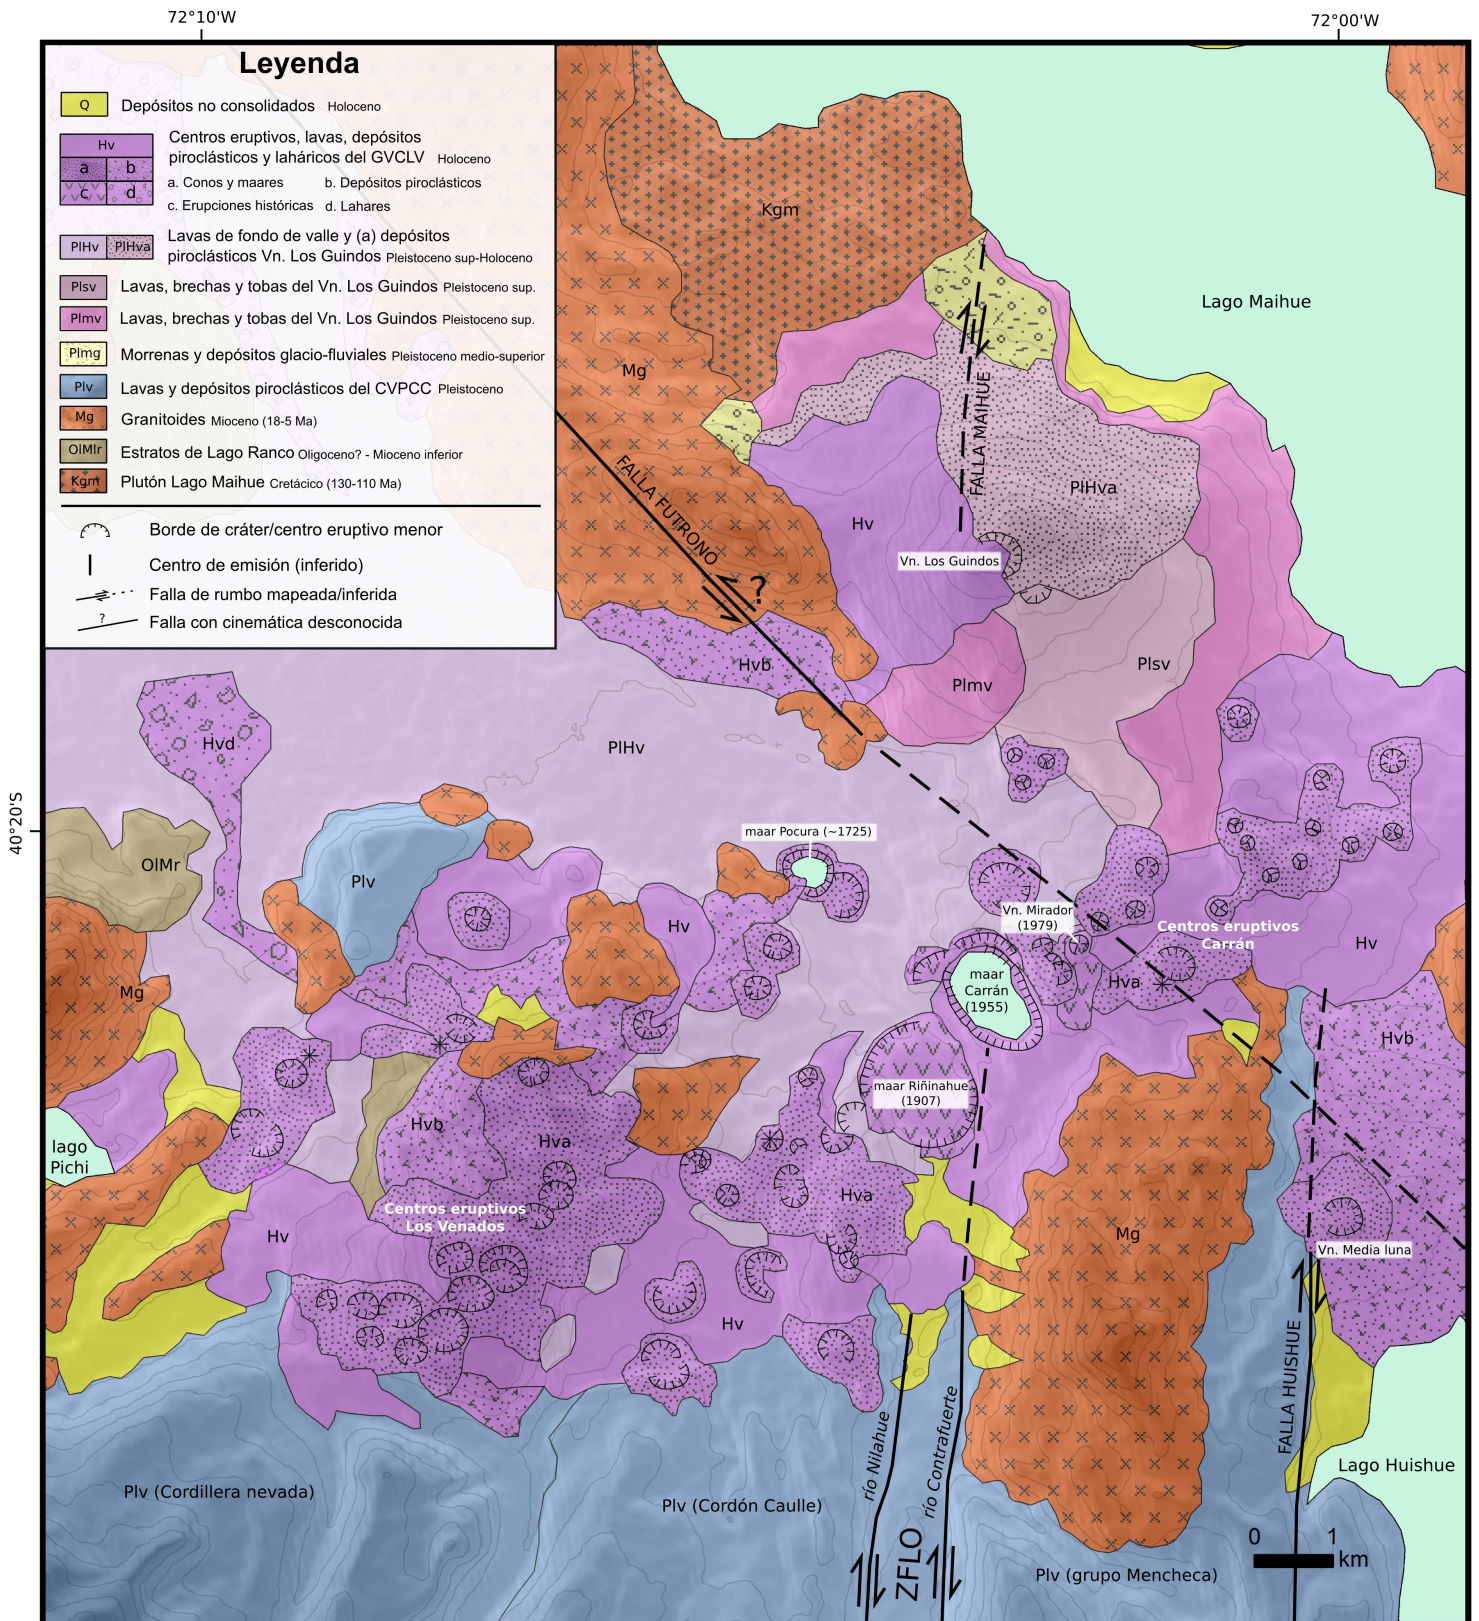 72°10'W
72°00'W
40°20'S
Leyenda
Q Depósitos no consolidados Holoceno
Hv
a b
c d
Centros eruptivos, lavas, depósitos
piroclásticos y laháricos del GVCLV Holoceno
a. Conos y maares b. Depósitos piroclásticos
c. Erupciones históricas d. Lahares
PlHv PlHva
Lavas de fondo de valle y (a) depósitos
piroclásticos Vn. Los Guindos Pleistoceno sup-Holoceno
Plsv Lavas, brechas y tobas del Vn. Los Guindos Pleistoceno sup.
Plmv Lavas, brechas y tobas del Vn. Los Guindos Pleistoceno sup.
Plmg Morrenas y depósitos glacio-fluviales Pleistoceno medio-superior
Plv Lavas y depósitos piroclásticos del CVPCC Pleistoceno
Mg Granitoides Mioceno (18-5 Ma)
OlMlr Estratos de Lago Ranco Oligoceno? - Mioceno inferior
Kgm Plutón Lago Maihue Cretácico (130-110 Ma)
Borde de cráter/centro eruptivo menor
Centro de emisión (inferido)
Falla de rumbo mapeada/inferida
? Falla con cinemática desconocida
Kgm
Lago Maihue
Mg
FALLA MAIHUE
FALLA FUTRONO
?
PlHva
Hv
Vn. Los Guindos
Hvb
Plsv
Plmv
Hvd
PlHv
maar Pocura (~1725)
OlMr
Plv
Hv
Vn. Mirador
(1979)
Centros eruptivos
Carrán
Hv
Mg
maar
Carrán
(1955)
Hva
Hvb
maar Riñinahue
(1907)
lago
Pichi
Hvb
Hva
Hva
Centros eruptivos
Los Venados
Hv
Mg
Vn. Media luna
Hv
FALLA HUISHUE
río Nilahue
río Contrafuerte
Lago Huishue
Plv (Cordillera nevada)
Plv (Cordón Caulle)
ZFLO
Plv (grupo Mencheca)
0 1
km